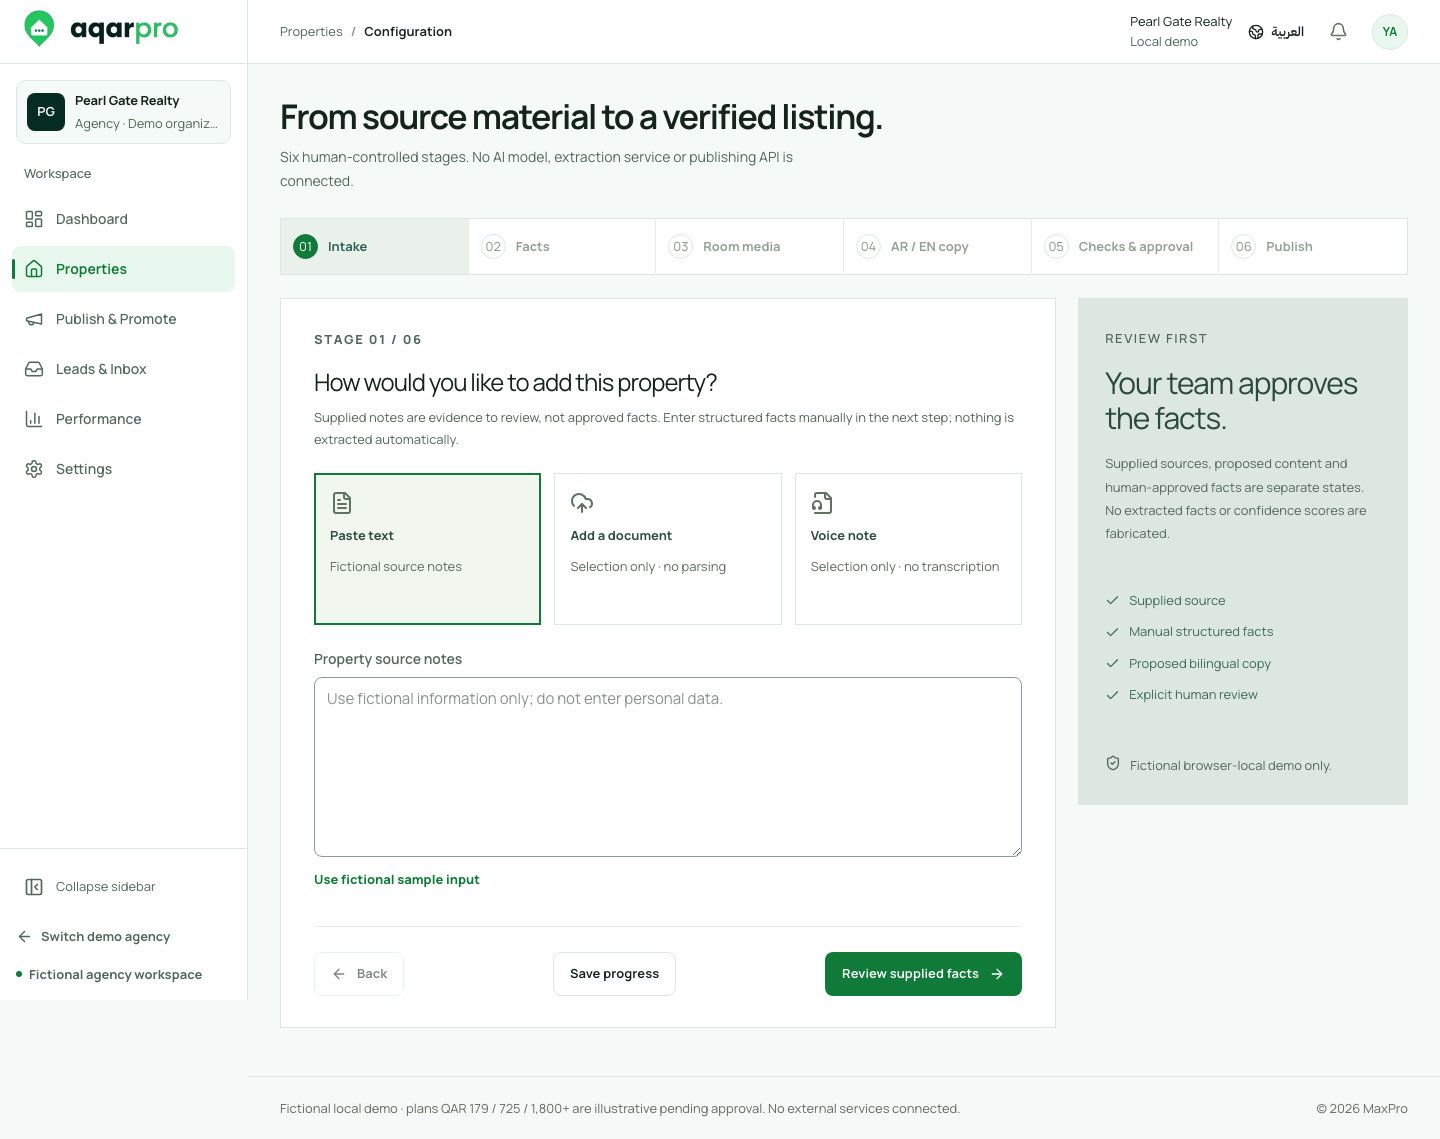 aqarpro
Properties / Configuration
Pearl Gate Realty
Local demo
العربية
YA
PG
Pearl Gate Realty
Agency · Demo organiz...
Workspace
Dashboard
Properties
Publish & Promote
Leads & Inbox
Performance
Settings
Collapse sidebar
Switch demo agency
Fictional agency workspace
From source material to a verified listing.
Six human-controlled stages. No AI model, extraction service or publishing API is
connected.
01 Intake
02 Facts
03 Room media
04 AR / EN copy
05 Checks & approval
06 Publish
STAGE 01 / 06
How would you like to add this property?
Supplied notes are evidence to review, not approved facts. Enter structured facts manually in the next step; nothing is
extracted automatically.
Paste text
Fictional source notes
Add a document
Selection only · no parsing
Voice note
Selection only · no transcription
Property source notes
Use fictional information only; do not enter personal data.
Use fictional sample input
Back
Save progress
Review supplied facts
REVIEW FIRST
Your team approves
the facts.
Supplied sources, proposed content and
human-approved facts are separate states.
No extracted facts or confidence scores are
fabricated.
Supplied source
Manual structured facts
Proposed bilingual copy
Explicit human review
Fictional browser-local demo only.
Fictional local demo · plans QAR 179 / 725 / 1,800+ are illustrative pending approval. No external services connected.
© 2026 MaxPro